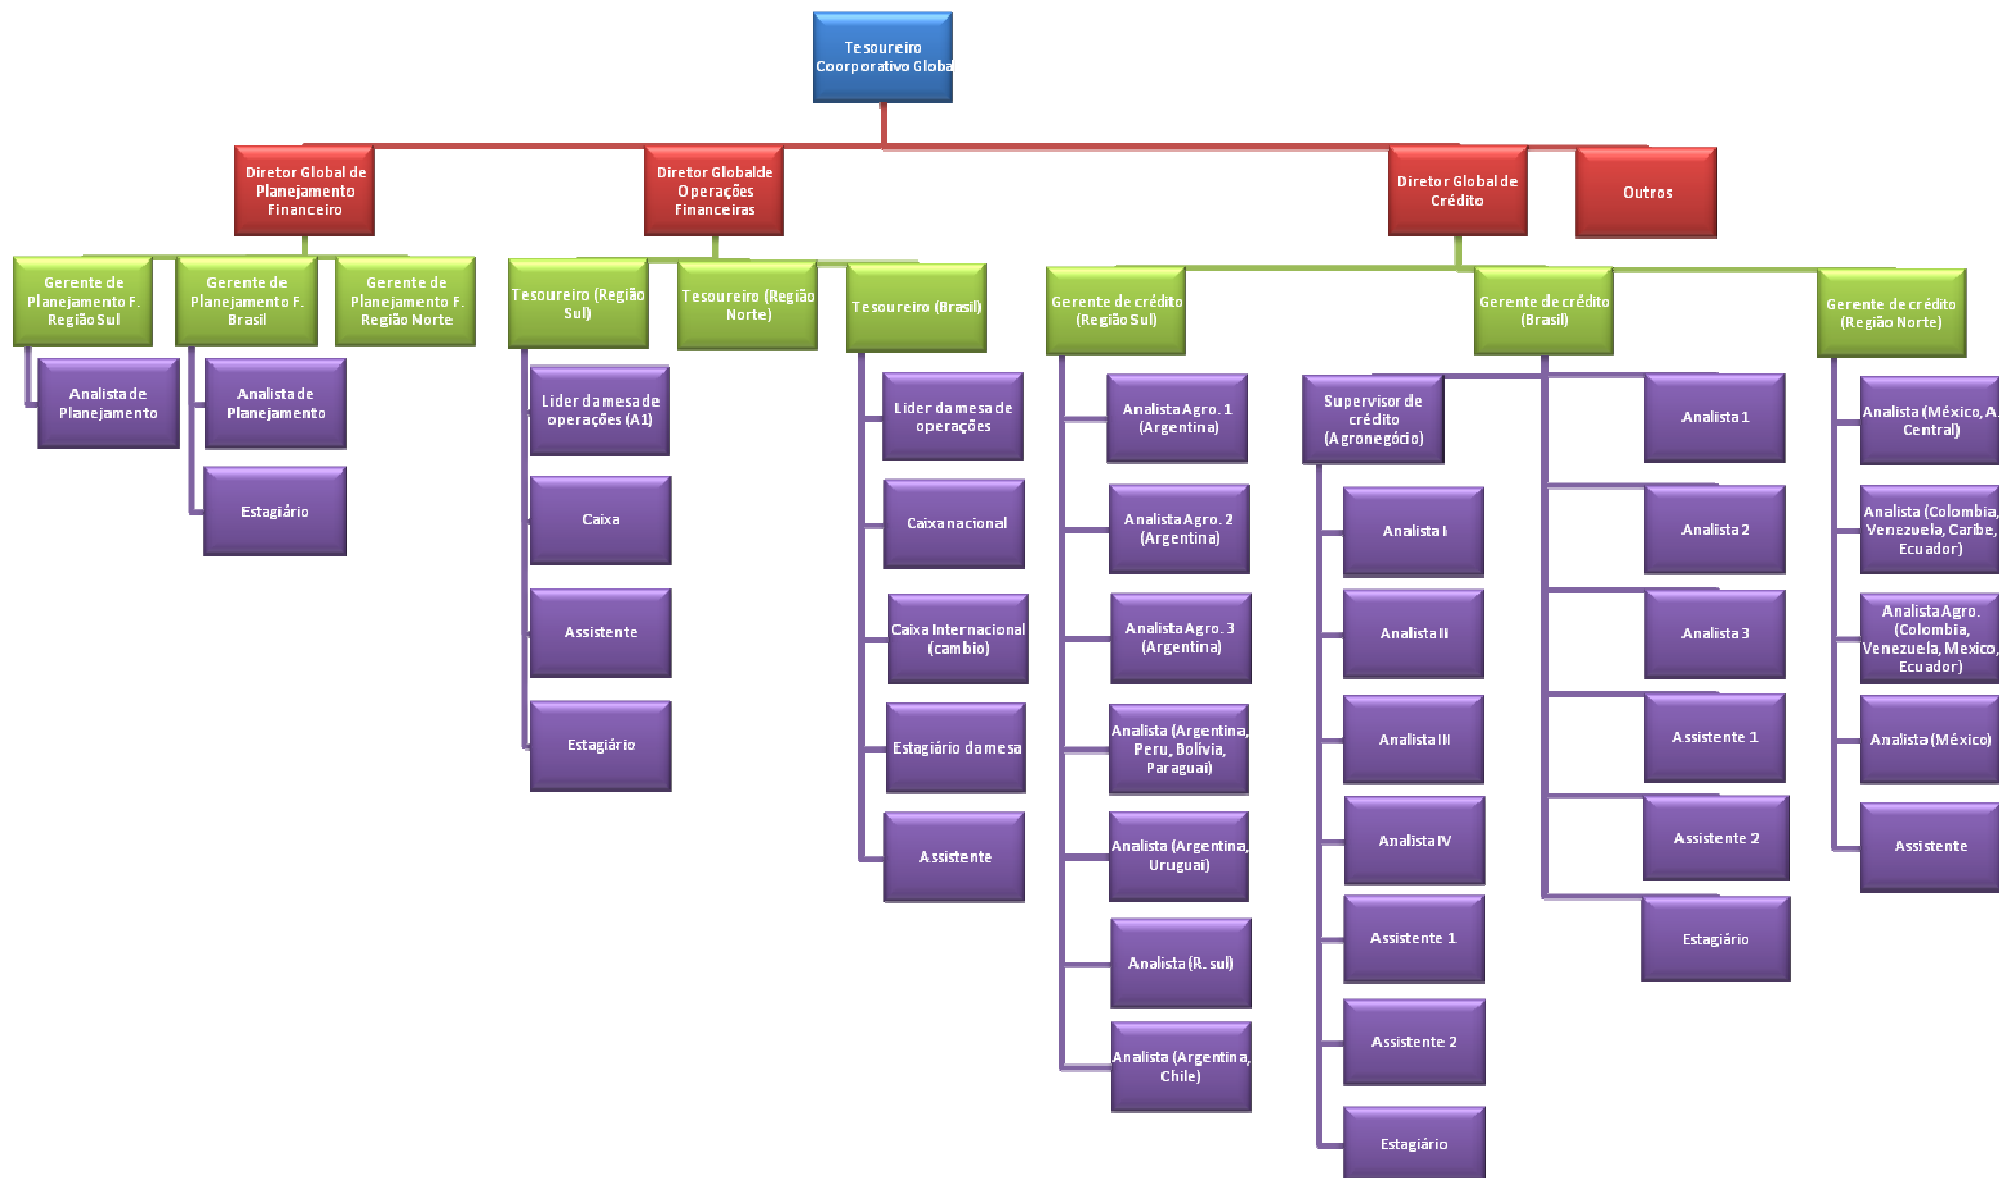 Tesoureiro
Coorporativo Globa
Diretor Global de
Planejamento
Financeiro
Diretor Globalde
Operações
Financeiras
Diretor Global de
Crédito
Outros
Gerente de
Planejamento F.
Região Sul
Gerente de
Planejamento F.
Brasil
Gerente de
Planejamento F.
Região Norte
Tesoureiro (Região
Sul)
Tesoureiro (Região
Norte)
Tesoureiro (Brasil)
Gerente de crédito
(Região Sul)
Gerente de crédito
(Brasil)
Gerente de crédito
(Região Norte)
Analista de
Planejamento
Analista de
Planejamento
Estagiário
Lider da mesa de
operações (A1)
Caixa
Assistente
Estagiário
Lider da mesa de
operações
Caixa nacional
Caixa Internacional
(cambio)
Estagiário da mesa
Assistente
Analista Agro. 1
(Argentina)
Analista Agro. 2
(Argentina)
Analista Agro. 3
(Argentina)
Analista (Argentina,
Peru, Bolívia,
Paraguai)
Analista (Argentina,
Uruguai)
Analista (R. sul)
Analista (Argentina,
Chile)
Supervisor de
crédito
(Agronegócio)
Analista I
Analista II
Analista III
Analista IV
Assistente 1
Assistente 2
Estagiário
Analista 1
Analista 2
Analista 3
Assistente 1
Assistente 2
Estagiário
Analista (México, A.
Central)
Analista (Colombia,
Venezuela, Caribe,
Ecuador)
Analista Agro.
(Colombia,
Venezuela, Mexico,
Ecuador)
Analista (México)
Assistente